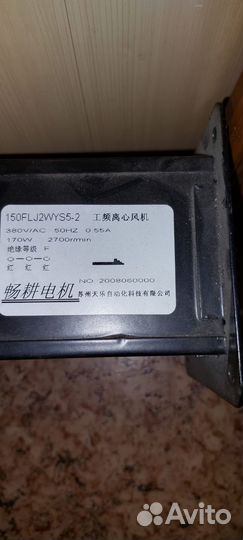 150FLJ2WYS5-2 工频离心风机
380V/AC 50HZ 0.55A
170W 2700r/min
绝缘等级 F
红 红 红
NO 2008060000
畅耕电机 苏州天乐自动化科技有限公司
Avito